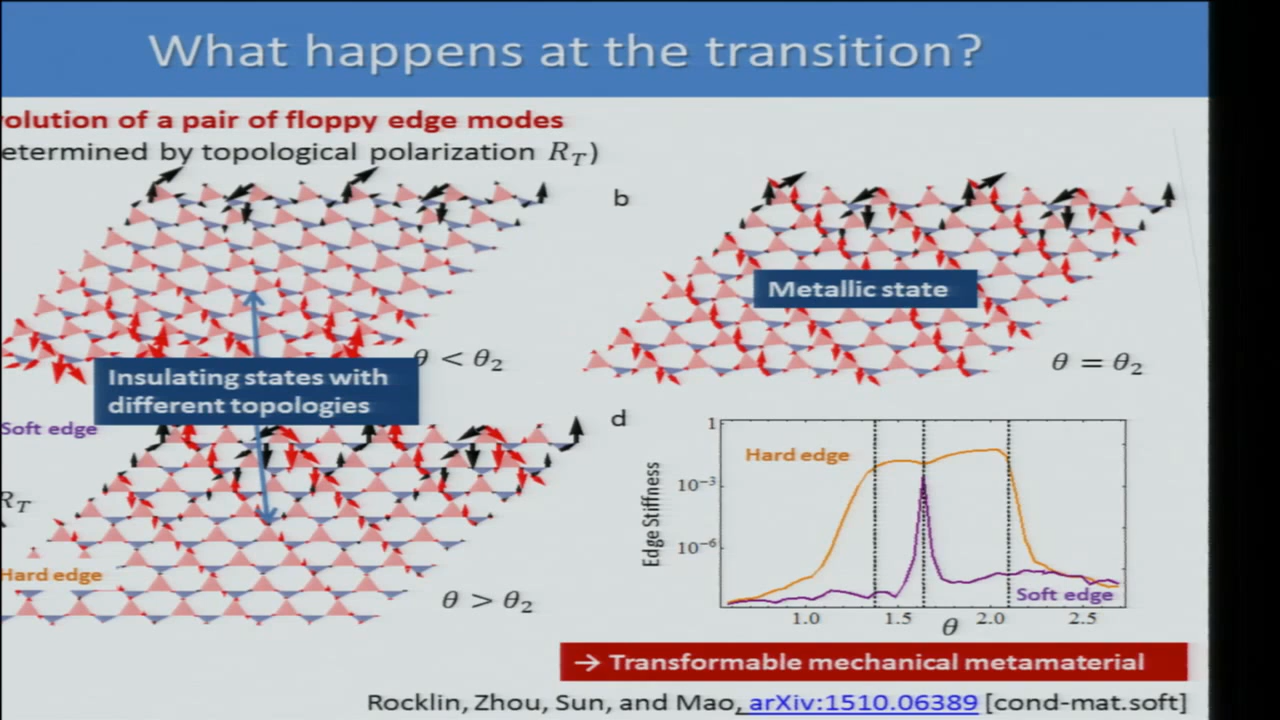 What happens at the transition?
olution of a pair of floppy edge modes
etermined by topological polarization R_T)
b
Metallic state
θ < θ₂
θ = θ₂
Insulating states with
different topologies
Soft edge
d
R_T
Hard edge
θ > θ₂
Hard edge
Edge Stiffness
1
10⁻³
10⁻⁶
Soft edge
1.0 1.5 2.0 2.5
θ
→ Transformable mechanical metamaterial
Rocklin, Zhou, Sun, and Mao, arXiv:1510.06389 [cond-mat.soft]